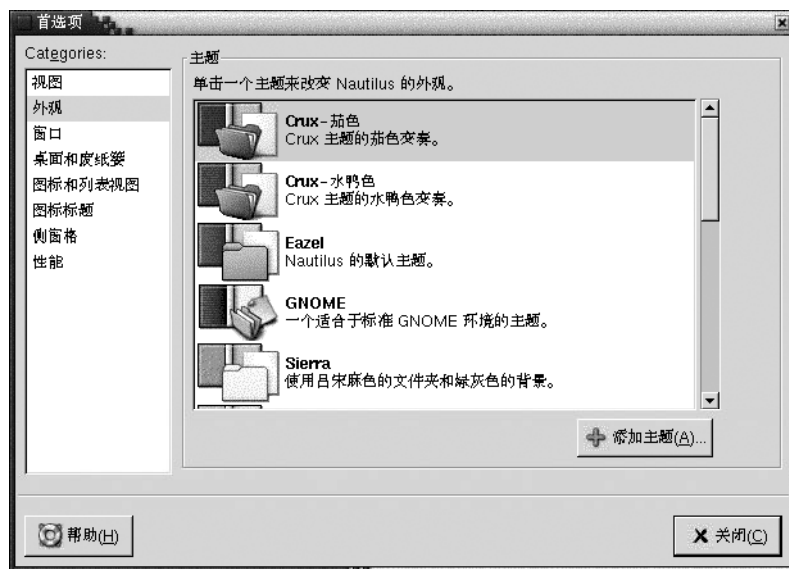 首选项
Categories:
视图
外观
窗口
桌面和废纸篓
图标和列表视图
图标标题
侧窗格
性能
主题
单击一个主题来改变 Nautilus 的外观。
Crux-茄色
Crux 主题的茄色变奏。
Crux-水鸭色
Crux 主题的水鸭色变奏。
Eazel
Nautilus 的默认主题。
GNOME
一个适合于标准 GNOME 环境的主题。
Sierra
使用吕宋麻色的文件夹和绿灰色的背景。
添加主题(A)...
帮助(H)
关闭(C)